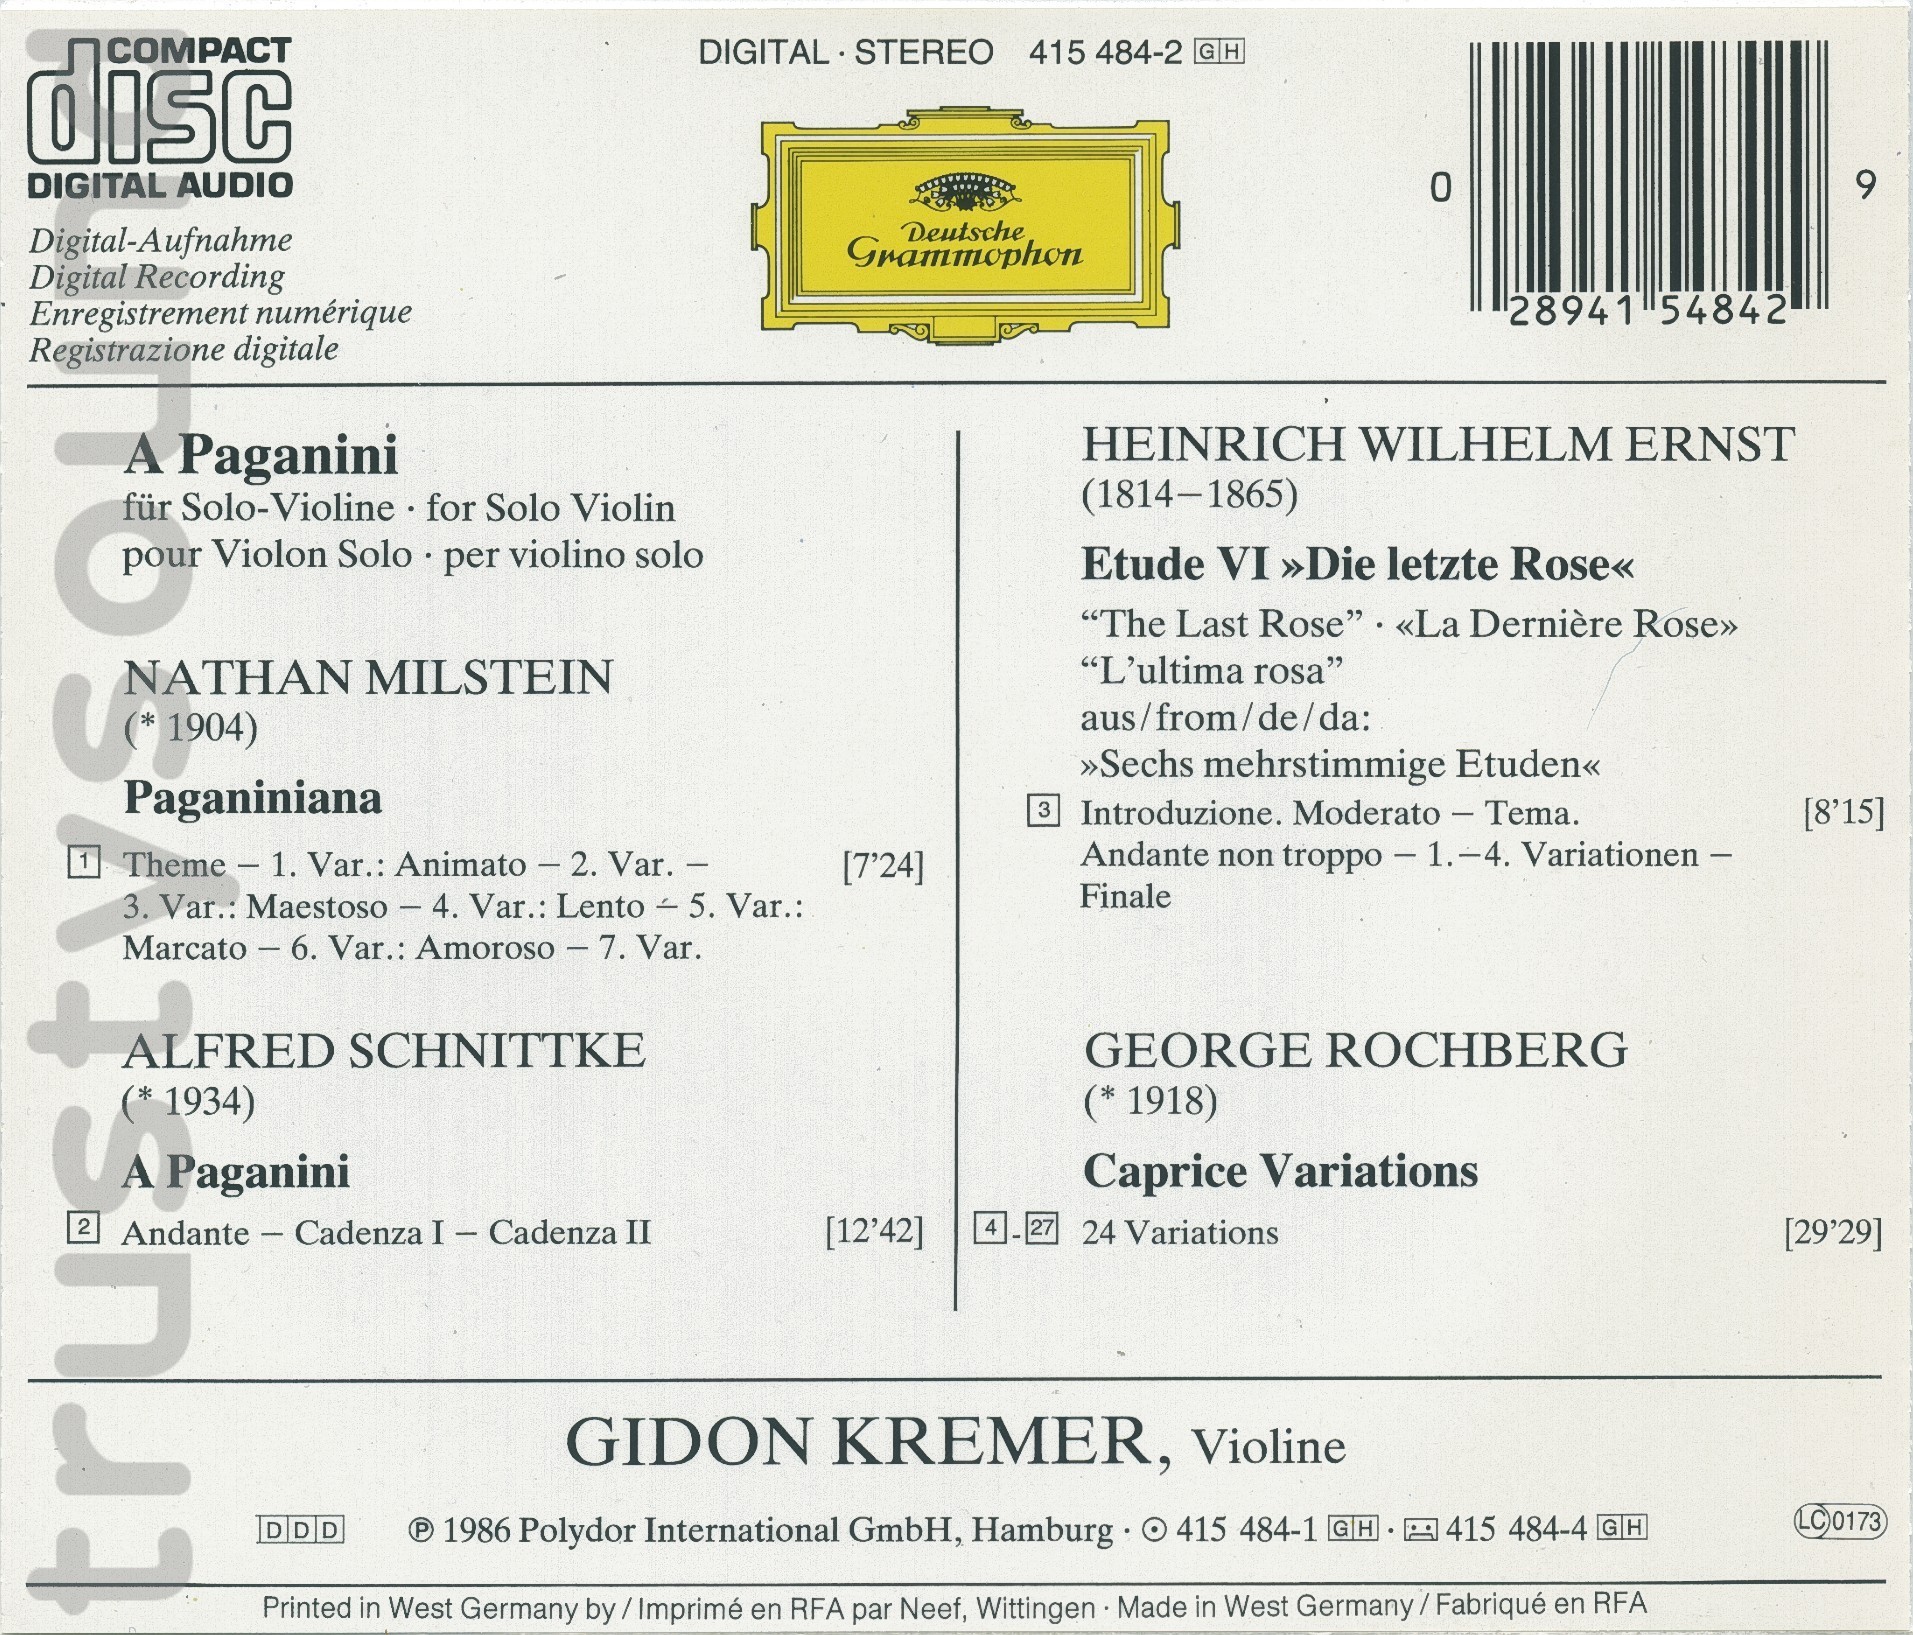 COMPACT
disc
DIGITAL AUDIO
Digital-Aufnahme
Digital Recording
Enregistrement numérique
Registrazione digitale
DIGITAL · STEREO 415 484-2 GH
Deutsche
Grammophon
0 28941 54842 9
A Paganini
für Solo-Violine · for Solo Violin
pour Violon Solo · per violino solo
NATHAN MILSTEIN
(* 1904)
Paganiniana
1 Theme – 1. Var.: Animato – 2. Var. – [7’24]
3. Var.: Maestoso – 4. Var.: Lento – 5. Var.:
Marcato – 6. Var.: Amoroso – 7. Var.
ALFRED SCHNITTKE
(* 1934)
A Paganini
2 Andante – Cadenza I – Cadenza II [12’42]
HEINRICH WILHELM ERNST
(1814–1865)
Etude VI »Die letzte Rose«
“The Last Rose” · «La Dernière Rose»
“L’ultima rosa”
aus/from/de/da:
»Sechs mehrstimmige Etuden«
3 Introduzione. Moderato – Tema. [8’15]
Andante non troppo – 1.–4. Variationen –
Finale
GEORGE ROCHBERG
(* 1918)
Caprice Variations
4-27 24 Variations [29’29]
GIDON KREMER, Violine
DDD ℗ 1986 Polydor International GmbH, Hamburg · 415 484-1 GH · 415 484-4 GH LC 0173
Printed in West Germany by / Imprimé en RFA par Neef, Wittingen · Made in West Germany / Fabriqué en RFA
trustysound